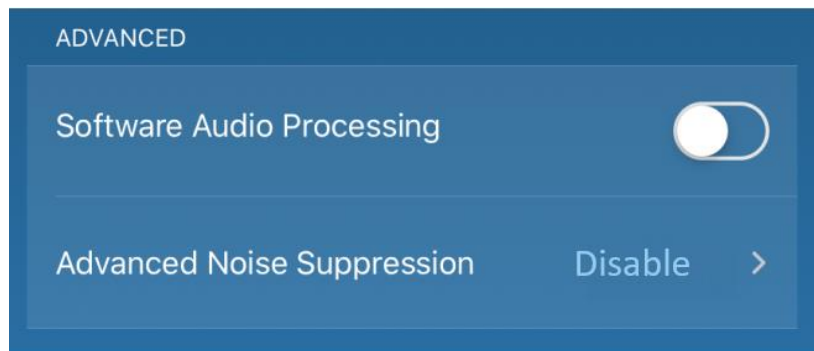 ADVANCED
Software Audio Processing
Advanced Noise Suppression Disable >